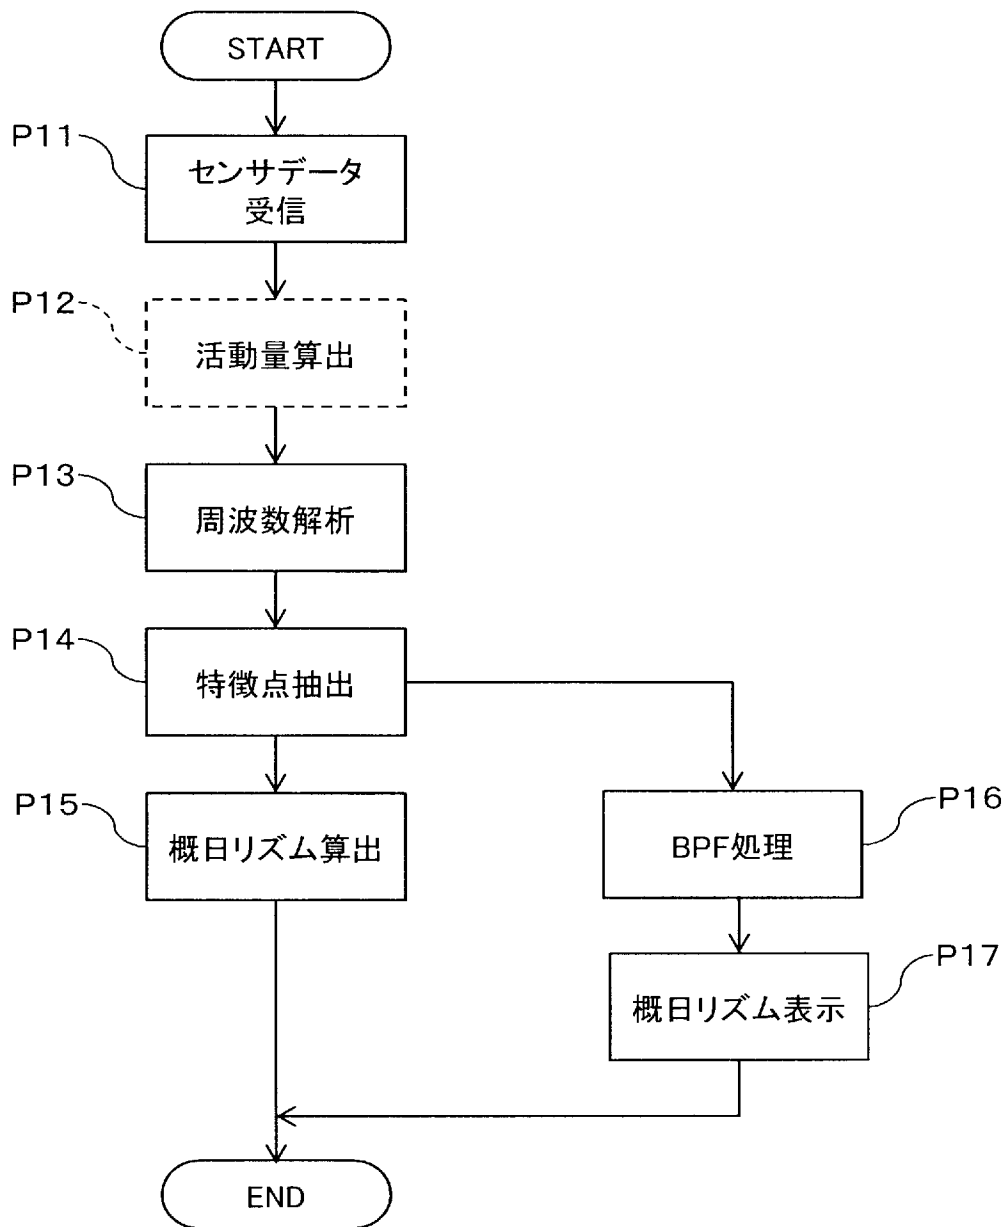 START
P11
センサデータ
受信
P12
活動量算出
P13
周波数解析
P14
特徴点抽出
P15
概日リズム算出
P16
BPF処理
P17
概日リズム表示
END